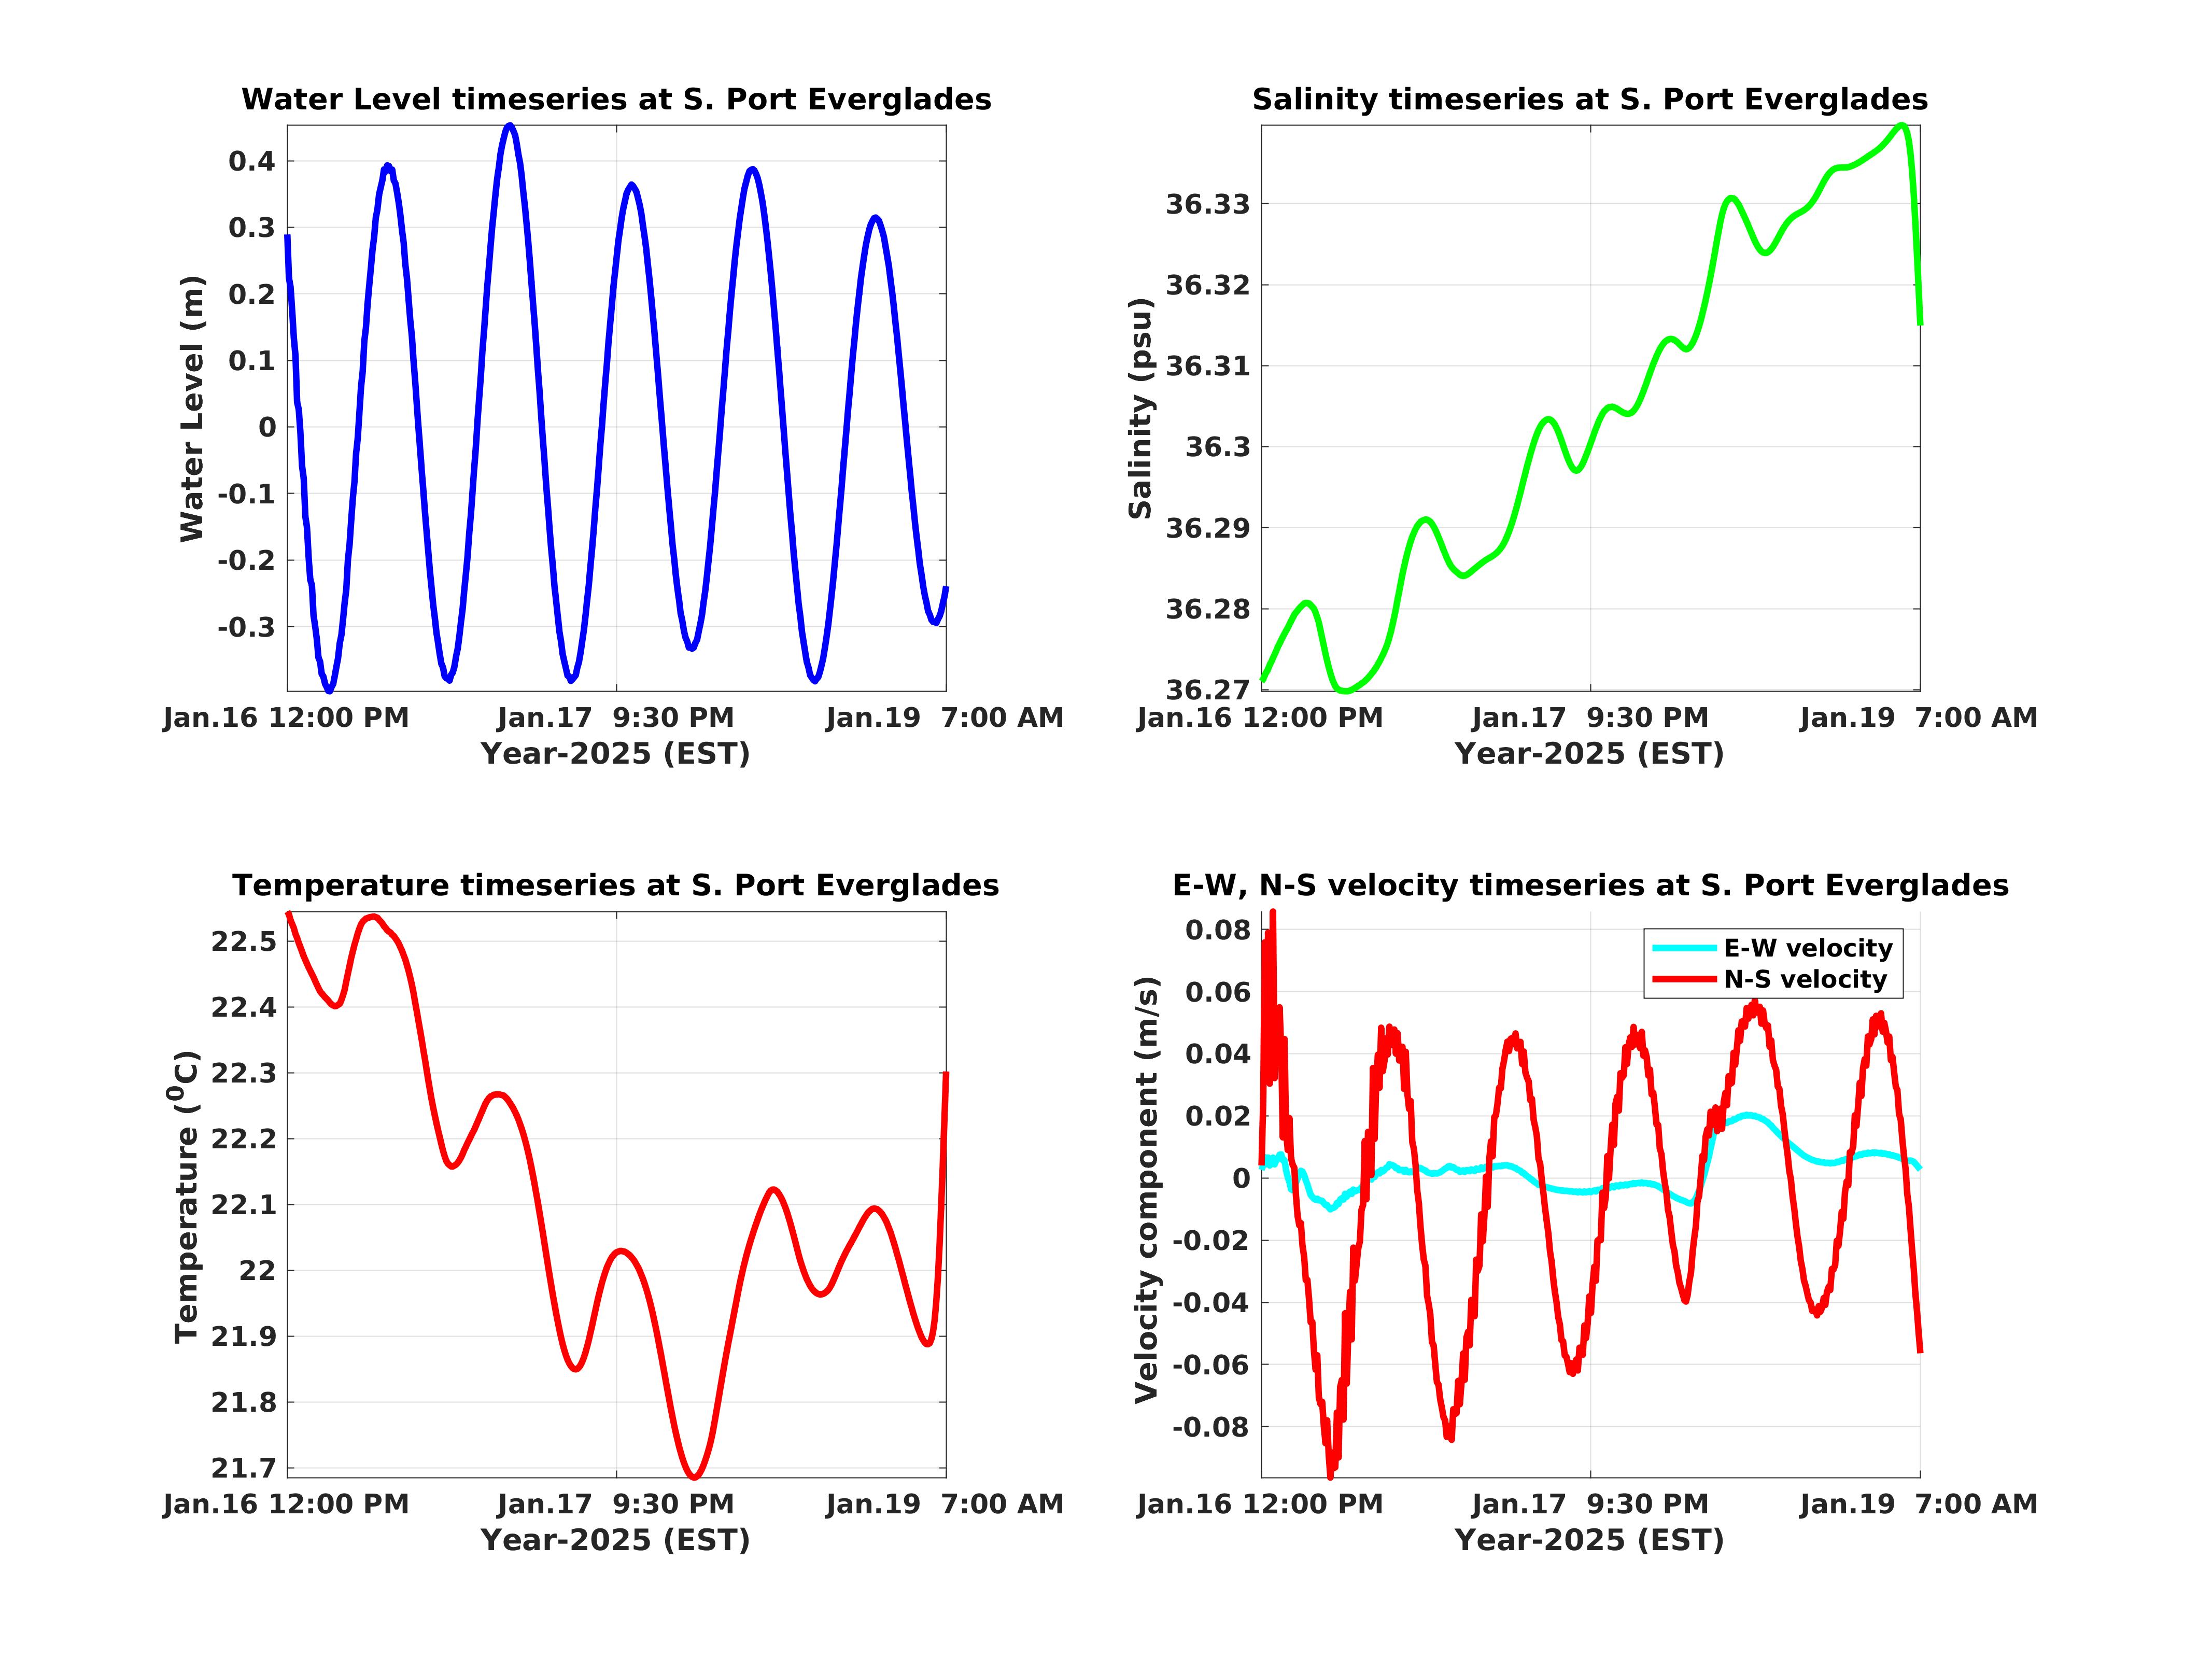 Water Level timeseries at S. Port Everglades
0.4
0.3
0.2
0.1
0
-0.1
-0.2
-0.3
Water Level (m)
Jan.16 12:00 PM
Jan.17  9:30 PM
Jan.19  7:00 AM
Year-2025 (EST)
Salinity timeseries at S. Port Everglades
36.33
36.32
36.31
36.3
36.29
36.28
36.27
Salinity (psu)
Jan.16 12:00 PM
Jan.17  9:30 PM
Jan.19  7:00 AM
Year-2025 (EST)
Temperature timeseries at S. Port Everglades
22.5
22.4
22.3
22.2
22.1
22
21.9
21.8
21.7
Temperature (⁰C)
Jan.16 12:00 PM
Jan.17  9:30 PM
Jan.19  7:00 AM
Year-2025 (EST)
E-W, N-S velocity timeseries at S. Port Everglades
E-W velocity
N-S velocity
0.08
0.06
0.04
0.02
0
-0.02
-0.04
-0.06
-0.08
Velocity component (m/s)
Jan.16 12:00 PM
Jan.17  9:30 PM
Jan.19  7:00 AM
Year-2025 (EST)